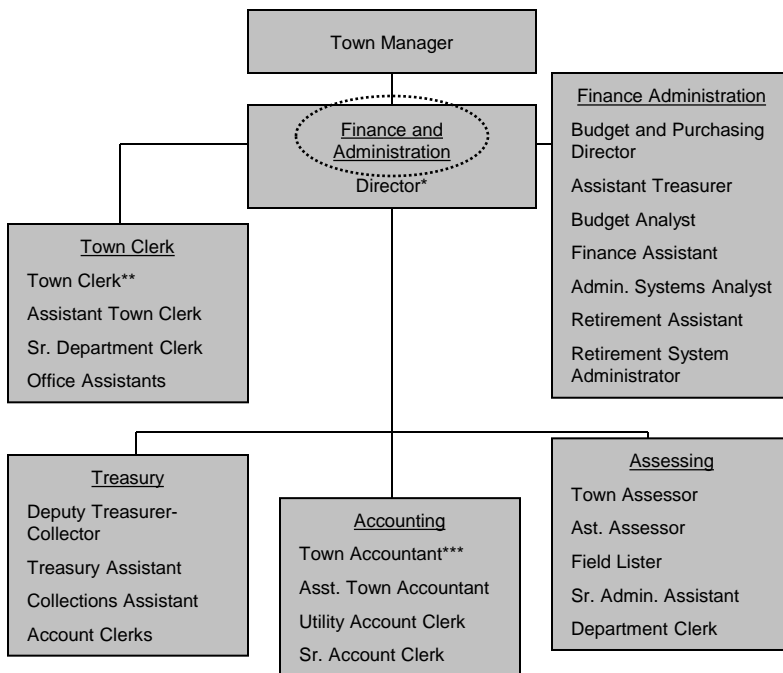 Town Manager
Finance and
Administration
Director*
Finance Administration
Budget and Purchasing
Director
Assistant Treasurer
Budget Analyst
Finance Assistant
Admin. Systems Analyst
Retirement Assistant
Retirement System
Administrator
Town Clerk
Town Clerk**
Assistant Town Clerk
Sr. Department Clerk
Office Assistants
Treasury
Deputy Treasurer-
Collector
Treasury Assistant
Collections Assistant
Account Clerks
Accounting
Town Accountant***
Asst. Town Accountant
Utility Account Clerk
Sr. Account Clerk
Assessing
Town Assessor
Ast. Assessor
Field Lister
Sr. Admin. Assistant
Department Clerk